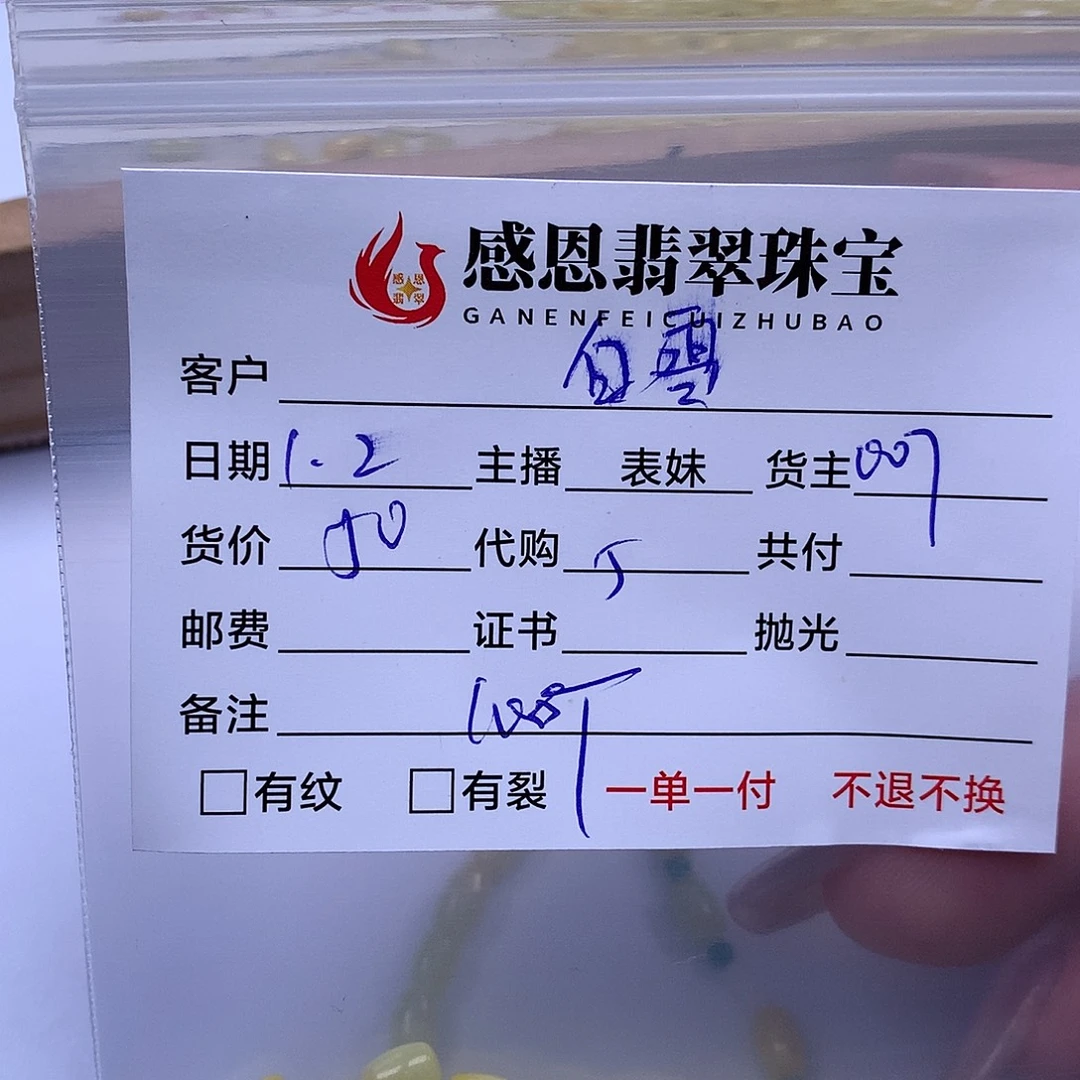 感恩翡翠珠宝
GANENFEICUIZHUBAO
客户 白雪
日期 1.2 主播 表妹 货主 007
货价 50 代购 5 共付
邮费 证书 抛光
备注
有纹 有裂 一单一付 不退不换